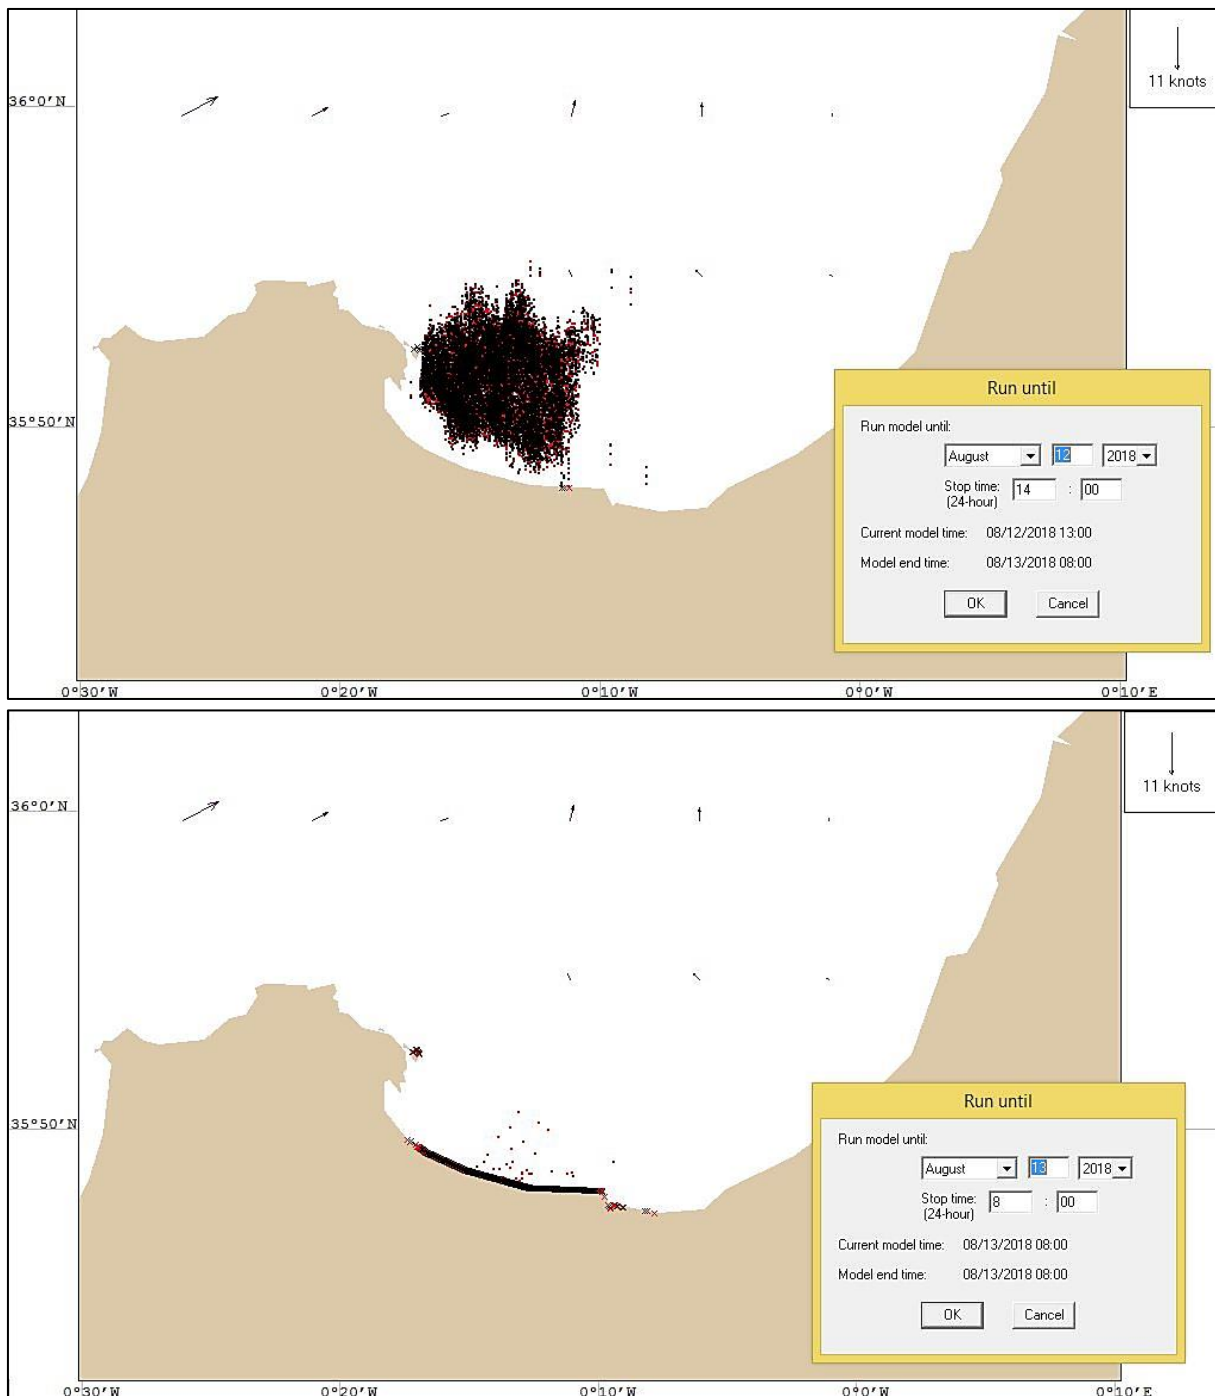 11 knots
36°0′N
35°50′N
Run until
Run model until:
August 12 2018
Stop time: 14 : 00
(24-hour)
Current model time: 08/12/2018 13:00
Model end time: 08/13/2018 08:00
OK Cancel
0°30′W 0°20′W 0°10′W 0°0′W 0°10′E
11 knots
36°0′N
35°50′N
Run until
Run model until:
August 13 2018
Stop time: 8 : 00
(24-hour)
Current model time: 08/13/2018 08:00
Model end time: 08/13/2018 08:00
OK Cancel
0°30′W 0°20′W 0°10′W 0°0′W 0°10′E